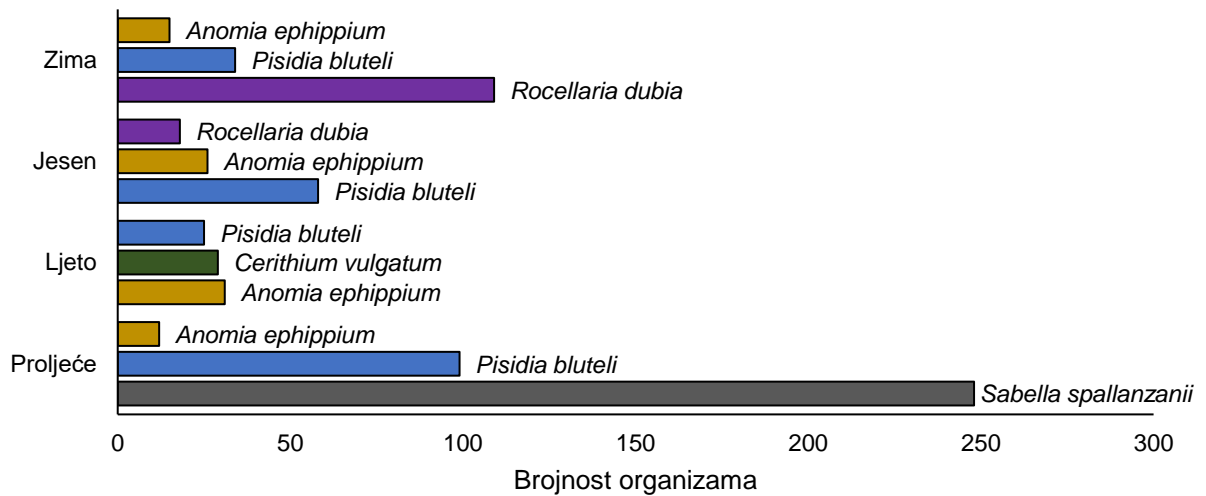 Anomia ephippium
Zima
Pisidia bluteli
Rocellaria dubia
Rocellaria dubia
Jesen
Anomia ephippium
Pisidia bluteli
Pisidia bluteli
Ljeto
Cerithium vulgatum
Anomia ephippium
Anomia ephippium
Proljeće
Pisidia bluteli
Sabella spallanzanii
0 50 100 150 200 250 300
Brojnost organizama